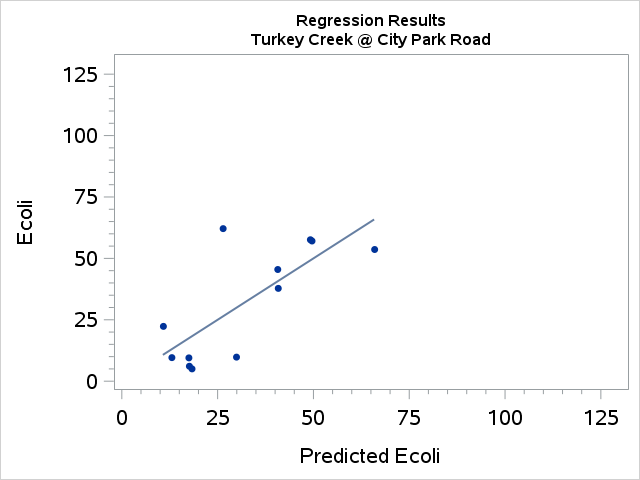 Regression Results
Turkey Creek @ City Park Road
125
100
75
50
25
0
Ecoli
0 25 50 75 100 125
Predicted Ecoli